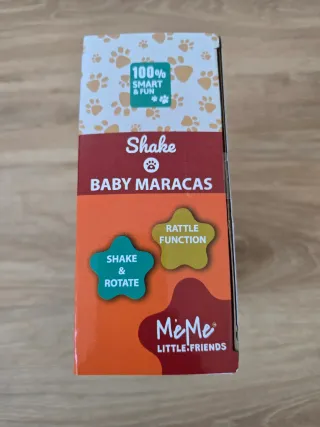 100%
SMART
& FUN
Shake
BABY MARACAS
RATTLE
FUNCTION
SHAKE
&
ROTATE
MeMe®
LITTLE FRIENDS